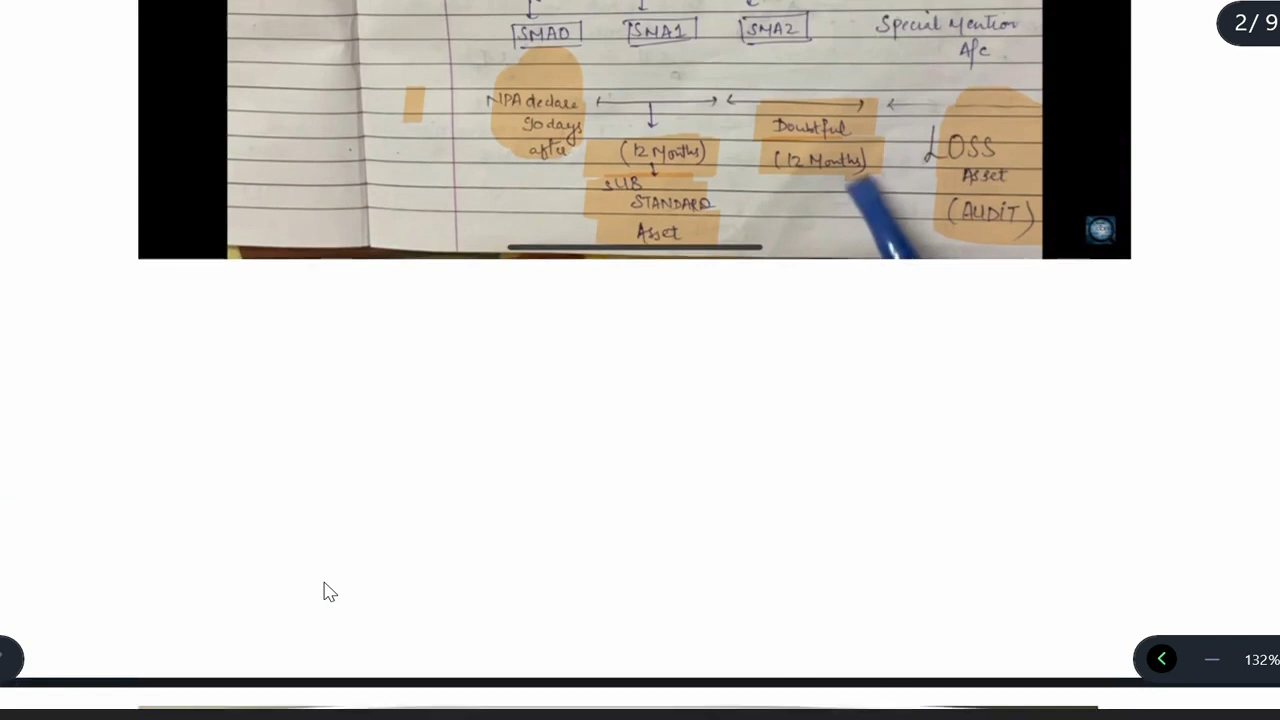 2/ 9
SMA0 SMA1 SMA2 Special Mention
A/c
NPA declare
90 days
after
(12 Months)
SUB
STANDARD
Asset
Doubtful
(12 Months)
LOSS
Asset
(AUDIT)
132%